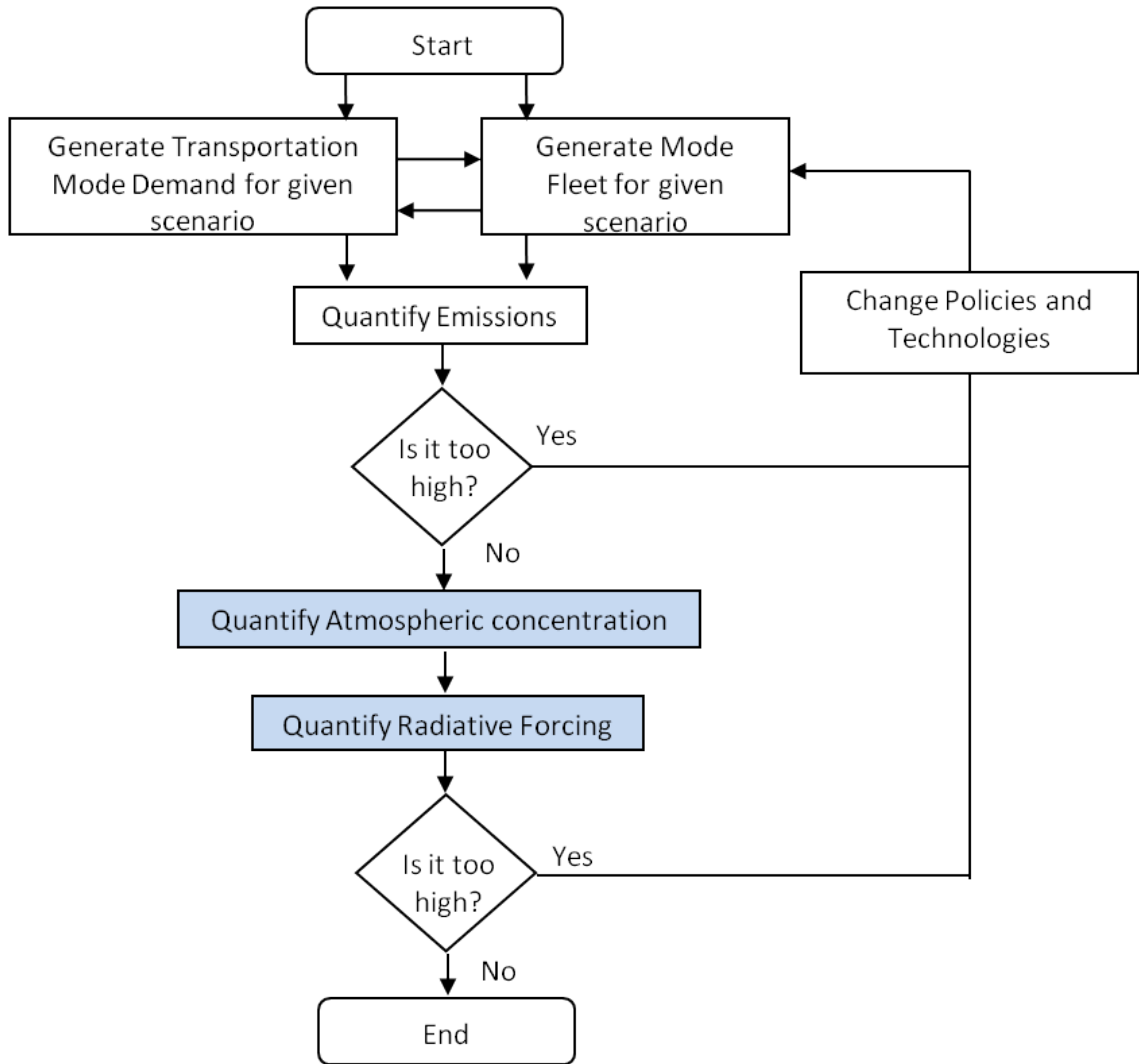 Start
Generate Transportation
Mode Demand for given
scenario
Generate Mode
Fleet for given
scenario
Change Policies and
Technologies
Quantify Emissions
Is it too
high?
Yes
No
Quantify Atmospheric concentration
Quantify Radiative Forcing
Is it too
high?
Yes
No
End